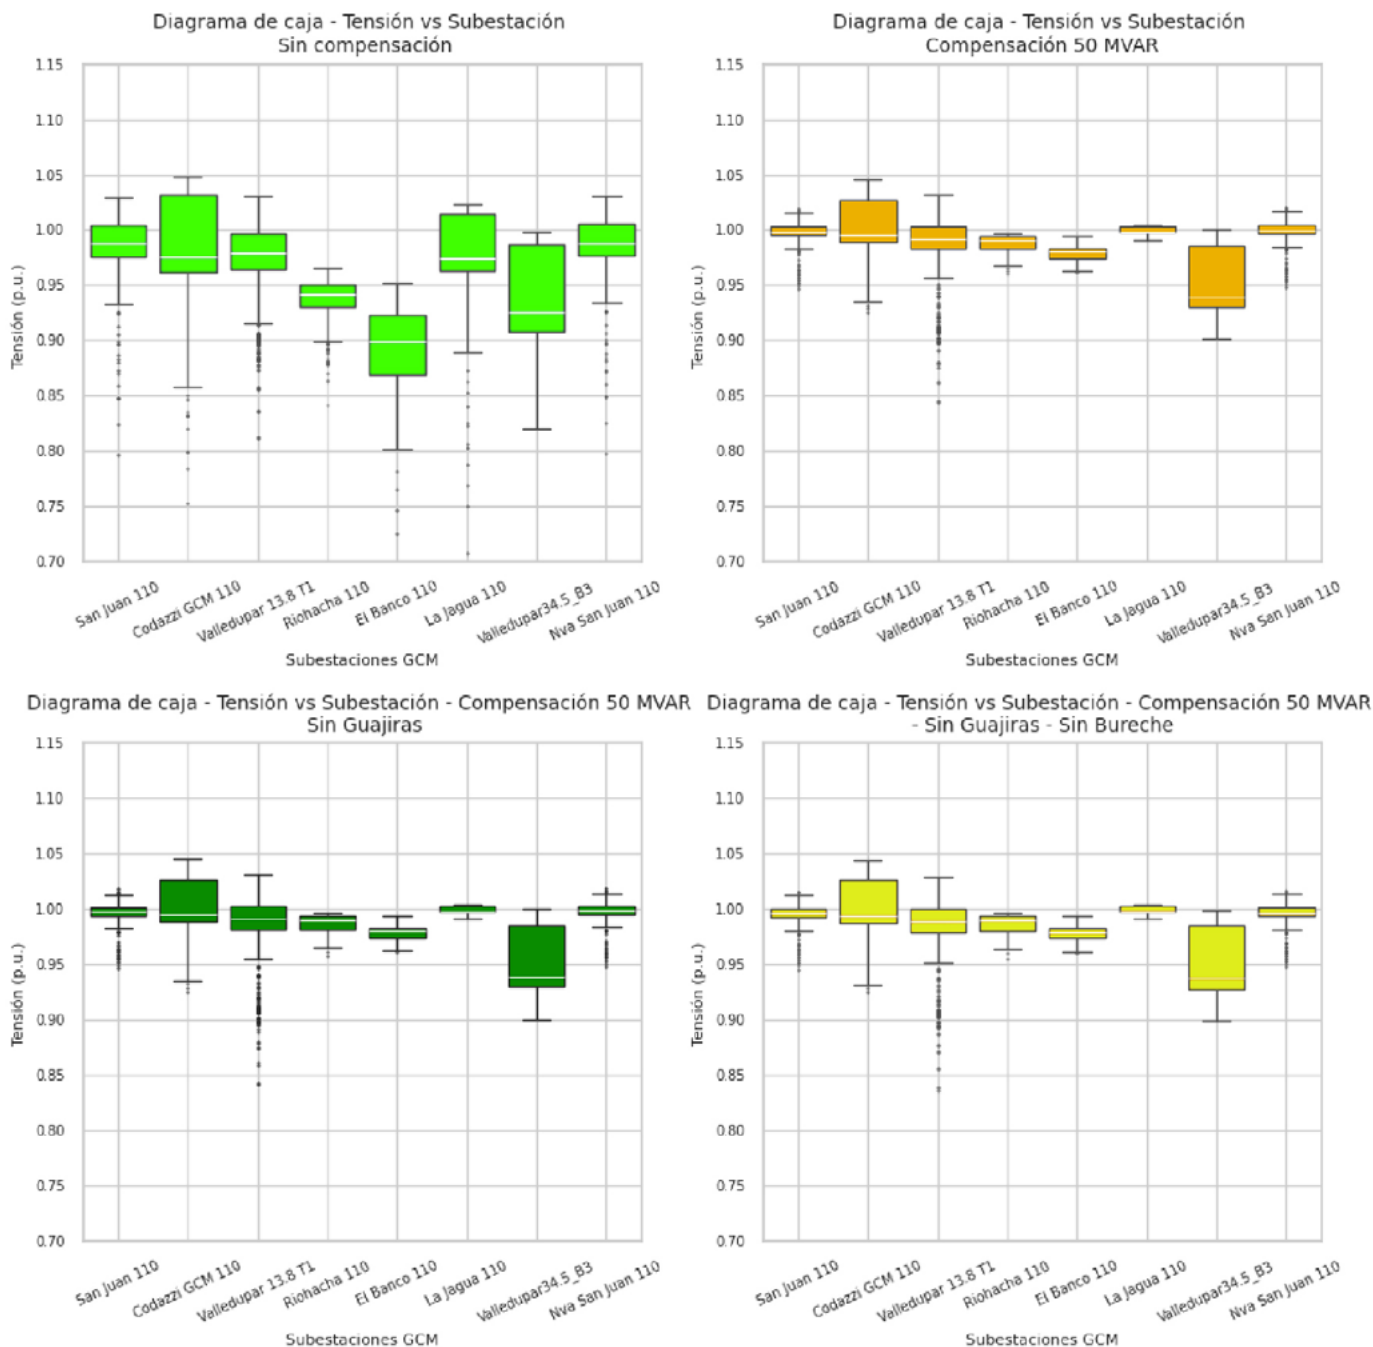 Diagrama de caja - Tensión vs Subestación
Sin compensación
Tensión (p.u.)
1.15
1.10
1.05
1.00
0.95
0.90
0.85
0.80
0.75
0.70
San Juan 110
Codazzi GCM 110
Valledupar 13.8 T1
Riohacha 110
El Banco 110
La Jagua 110
Valledupar34.5_B3
Nva San Juan 110
Subestaciones GCM
Diagrama de caja - Tensión vs Subestación
Compensación 50 MVAR
Tensión (p.u.)
1.15
1.10
1.05
1.00
0.95
0.90
0.85
0.80
0.75
0.70
San Juan 110
Codazzi GCM 110
Valledupar 13.8 T1
Riohacha 110
El Banco 110
La Jagua 110
Valledupar34.5_B3
Nva San Juan 110
Subestaciones GCM
Diagrama de caja - Tensión vs Subestación - Compensación 50 MVAR
Sin Guajiras
Tensión (p.u.)
1.15
1.10
1.05
1.00
0.95
0.90
0.85
0.80
0.75
0.70
San Juan 110
Codazzi GCM 110
Valledupar 13.8 T1
Riohacha 110
El Banco 110
La Jagua 110
Valledupar34.5_B3
Nva San Juan 110
Subestaciones GCM
Diagrama de caja - Tensión vs Subestación - Compensación 50 MVAR
- Sin Guajiras - Sin Bureche
Tensión (p.u.)
1.15
1.10
1.05
1.00
0.95
0.90
0.85
0.80
0.75
0.70
San Juan 110
Codazzi GCM 110
Valledupar 13.8 T1
Riohacha 110
El Banco 110
La Jagua 110
Valledupar34.5_B3
Nva San Juan 110
Subestaciones GCM